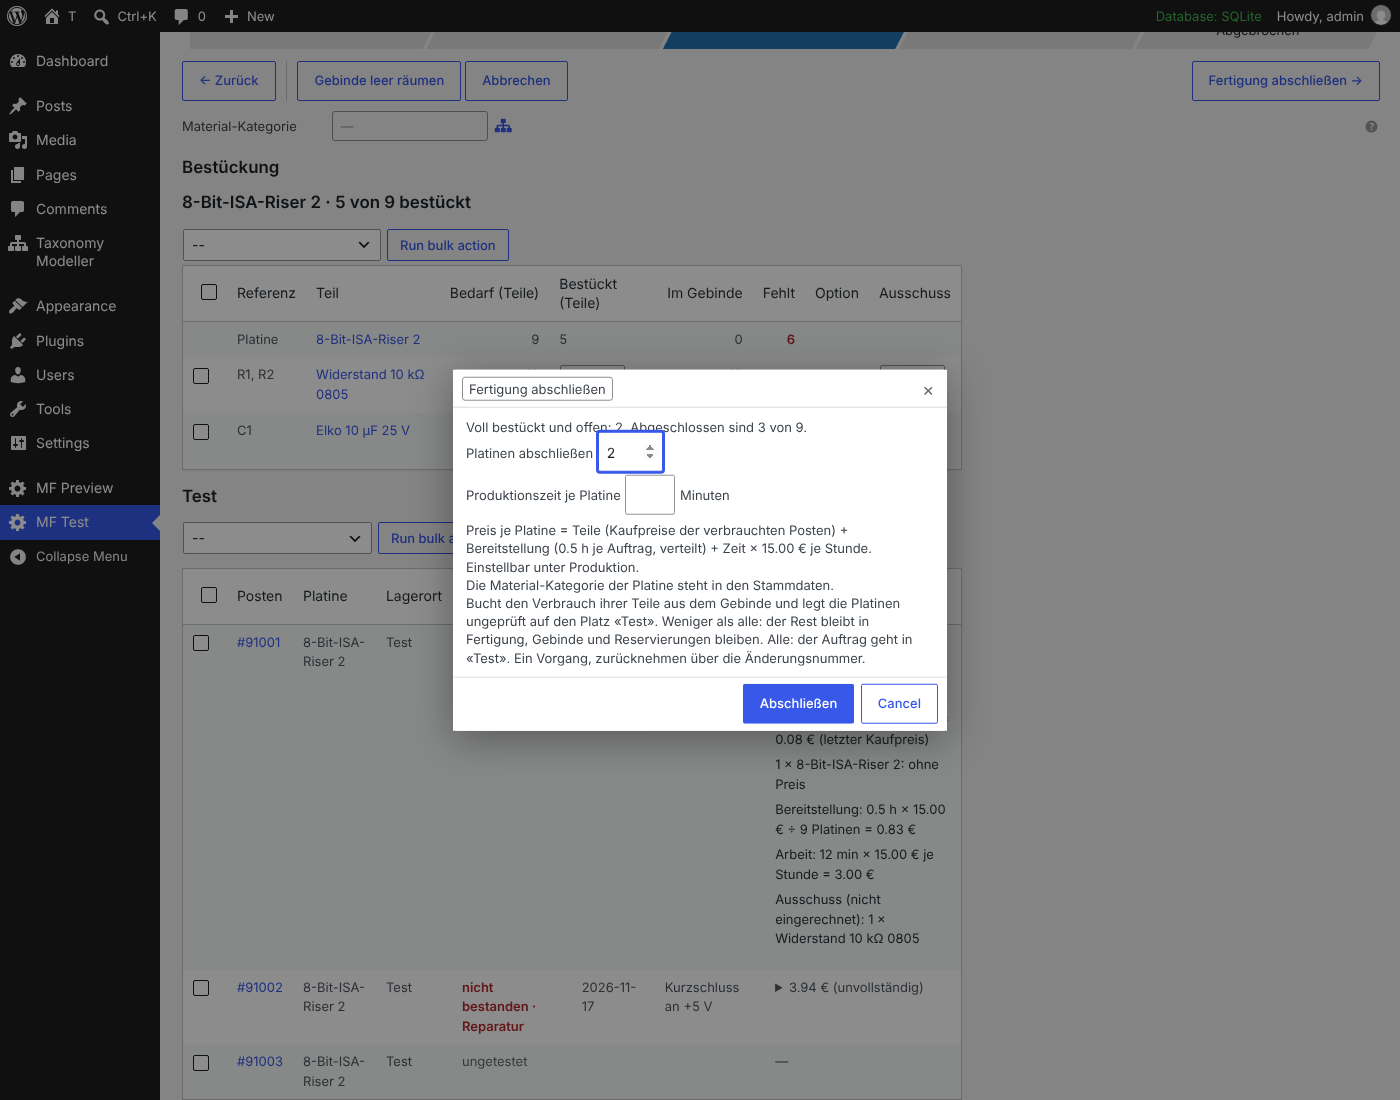 T
Ctrl+K
0
New
Database: SQLite
Howdy, admin
Dashboard
Posts
Media
Pages
Comments
Taxonomy
Modeller
Appearance
Plugins
Users
Tools
Settings
MF Preview
MF Test
Collapse Menu
Abgebrochen
← Zurück
Gebinde leer räumen
Abbrechen
Fertigung abschließen →
Material-Kategorie
—
?
Bestückung
8-Bit-ISA-Riser 2 · 5 von 9 bestückt
--
Run bulk action
Referenz
Teil
Bedarf (Teile)
Bestückt
(Teile)
Im Gebinde
Fehlt
Option
Ausschuss
Platine
8-Bit-ISA-Riser 2
9
5
0
6
R1, R2
Widerstand 10 kΩ
0805
C1
Elko 10 µF 25 V
Fertigung abschließen
×
Voll bestückt und offen: 2. Abgeschlossen sind 3 von 9.
Platinen abschließen
2
Produktionszeit je Platine
Minuten
Preis je Platine = Teile (Kaufpreise der verbrauchten Posten) +
Bereitstellung (0.5 h je Auftrag, verteilt) + Zeit × 15.00 € je Stunde.
Einstellbar unter Produktion.
Die Material-Kategorie der Platine steht in den Stammdaten.
Bucht den Verbrauch ihrer Teile aus dem Gebinde und legt die Platinen
ungeprüft auf den Platz «Test». Weniger als alle: der Rest bleibt in
Fertigung, Gebinde und Reservierungen bleiben. Alle: der Auftrag geht in
«Test». Ein Vorgang, zurücknehmen über die Änderungsnummer.
Abschließen
Cancel
Test
--
Run bulk a
Posten
Platine
Lagerort
#91001
8-Bit-ISA-
Riser 2
Test
0.08 € (letzter Kaufpreis)
1 × 8-Bit-ISA-Riser 2: ohne
Preis
Bereitstellung: 0.5 h × 15.00
€ ÷ 9 Platinen = 0.83 €
Arbeit: 12 min × 15.00 € je
Stunde = 3.00 €
Ausschuss (nicht
eingerechnet): 1 ×
Widerstand 10 kΩ 0805
#91002
8-Bit-ISA-
Riser 2
Test
nicht
bestanden ·
Reparatur
2026-11-
17
Kurzschluss
an +5 V
3.94 € (unvollständig)
#91003
8-Bit-ISA-
Riser 2
Test
ungetestet
—